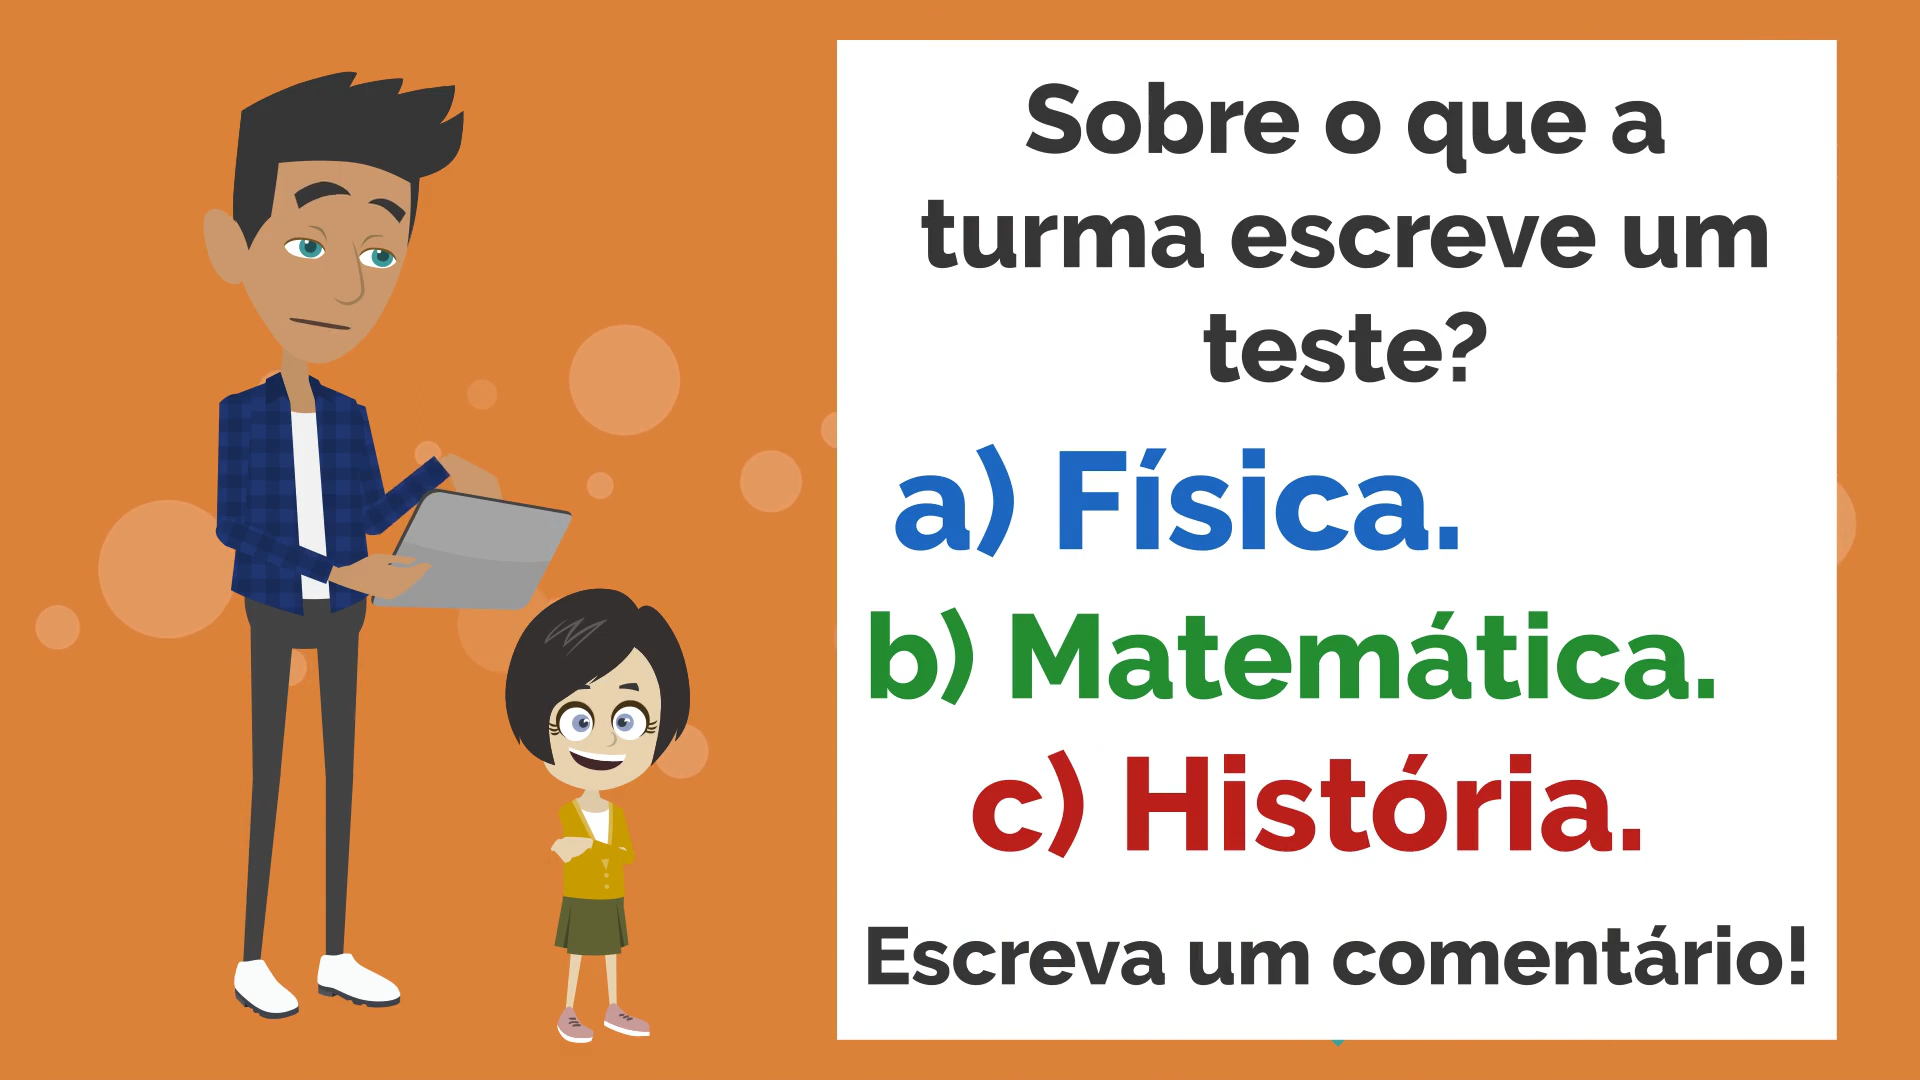 Sobre o que a
turma escreve um
teste?
a) Física.
b) Matemática.
c) História.
Escreva um comentário!